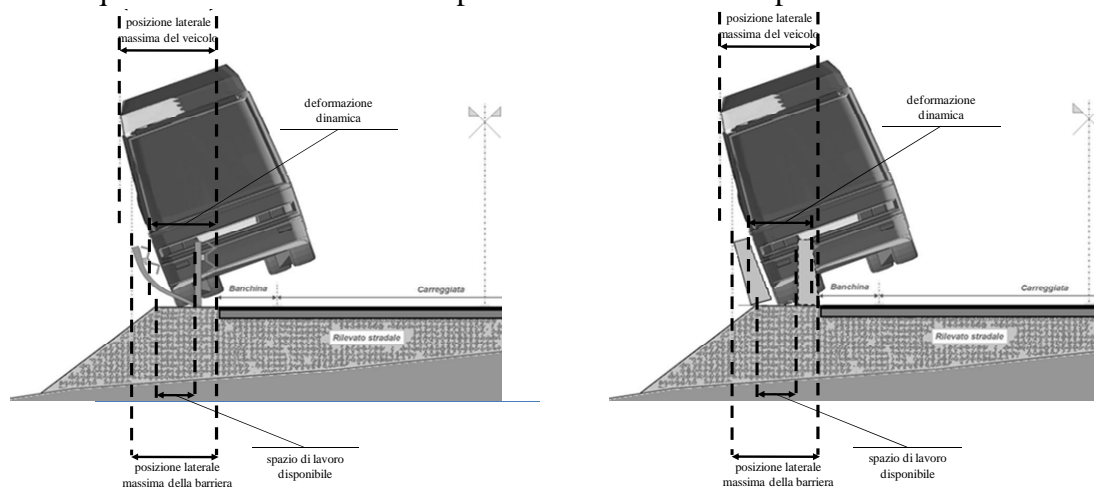 posizione laterale
massima del veicolo
deformazione
dinamica
Banchina
Carreggiata
Rilevato stradale
spazio di lavoro
disponibile
posizione laterale
massima della barriera
posizione laterale
massima del veicolo
deformazione
dinamica
Banchina
Carreggiata
Rilevato stradale
spazio di lavoro
disponibile
posizione laterale
massima della barriera